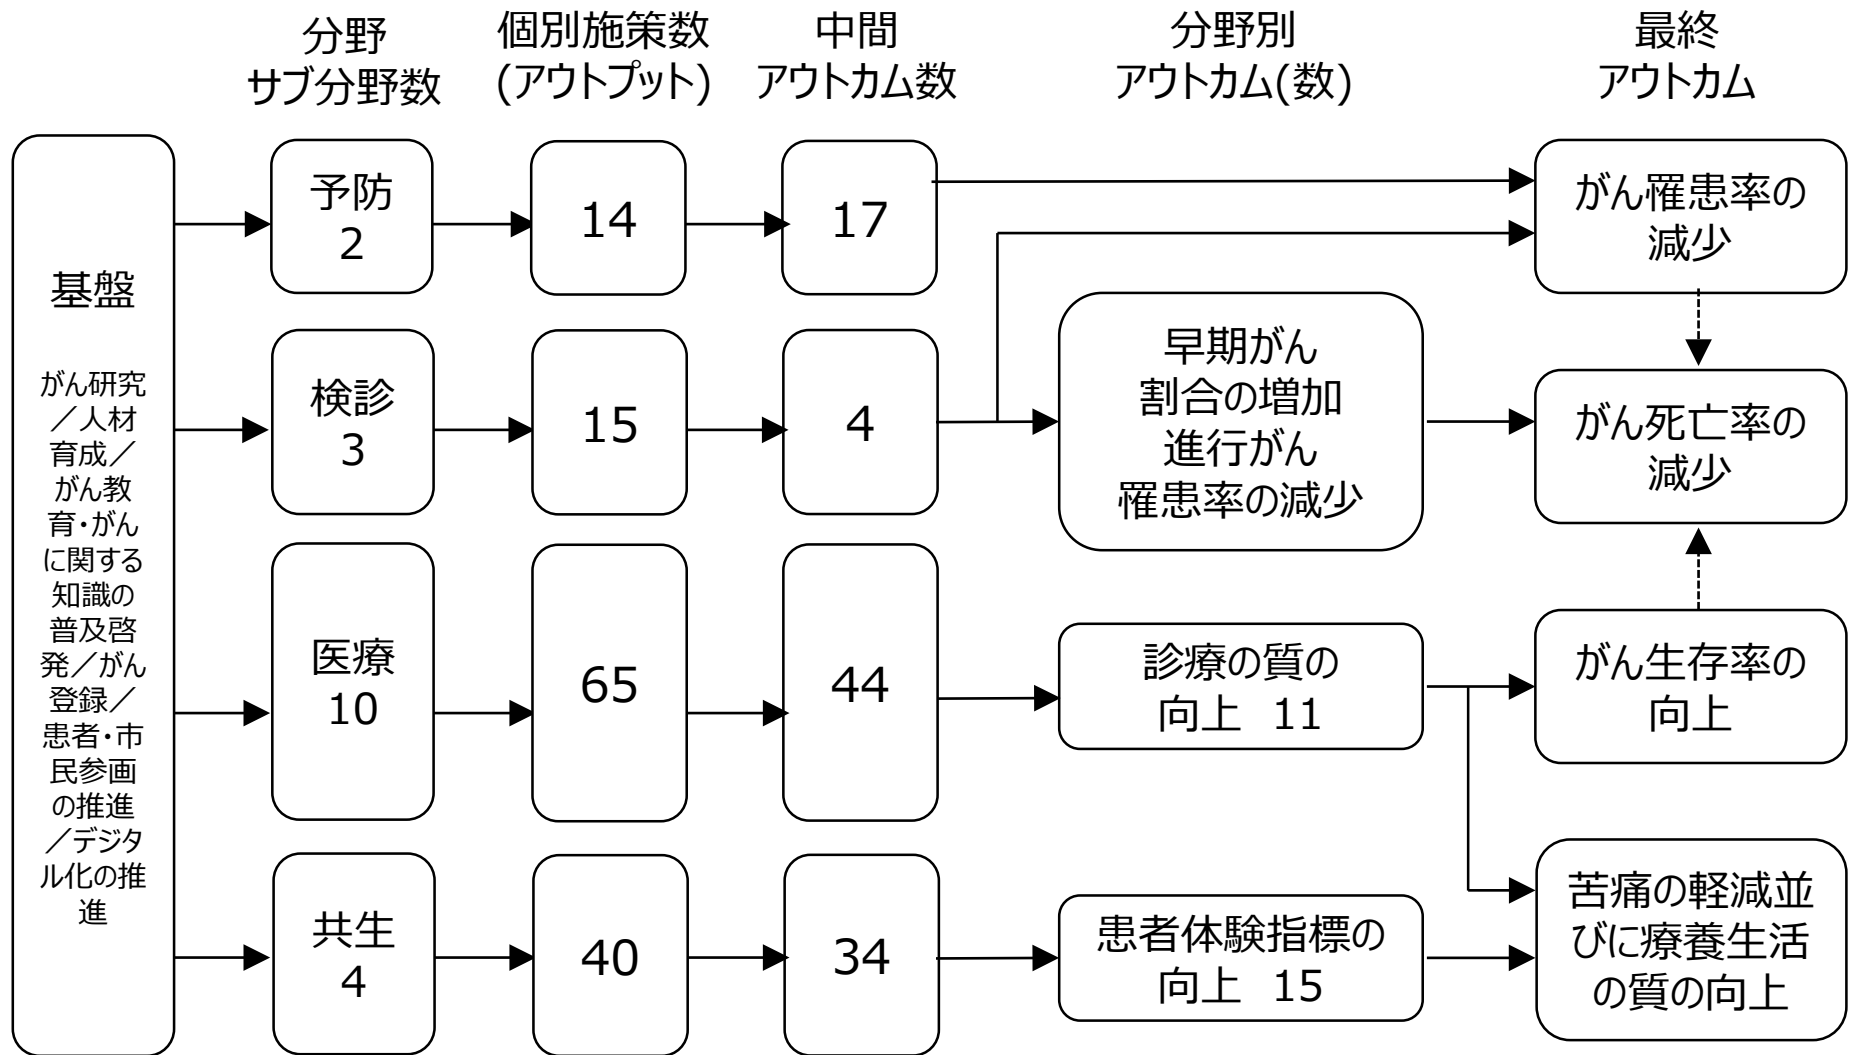 分野
サブ分野数
個別施策数
(アウトプット)
中間
アウトカム数
分野別
アウトカム(数)
最終
アウトカム
基盤
がん研究
／人材
育成／
がん教
育・がん
に関する
知識の
普及啓
発／がん
登録／
患者・市
民参画
の推進
／デジタ
ル化の推
進
予防
2
14
17
がん罹患率の
減少
検診
3
15
4
早期がん
割合の増加
進行がん
罹患率の減少
がん死亡率の
減少
医療
10
65
44
診療の質の
向上 11
がん生存率の
向上
共生
4
40
34
患者体験指標の
向上 15
苦痛の軽減並
びに療養生活
の質の向上